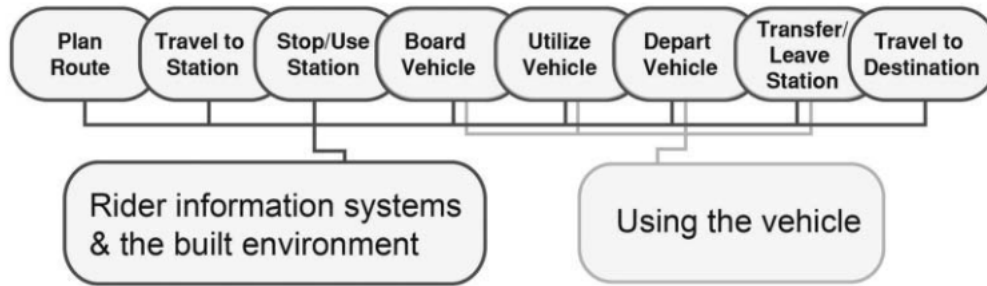 Plan
Route
Travel to
Station
Stop/Use
Station
Board
Vehicle
Utilize
Vehicle
Depart
Vehicle
Transfer/
Leave
Station
Travel to
Destination
Rider information systems
& the built environment
Using the vehicle